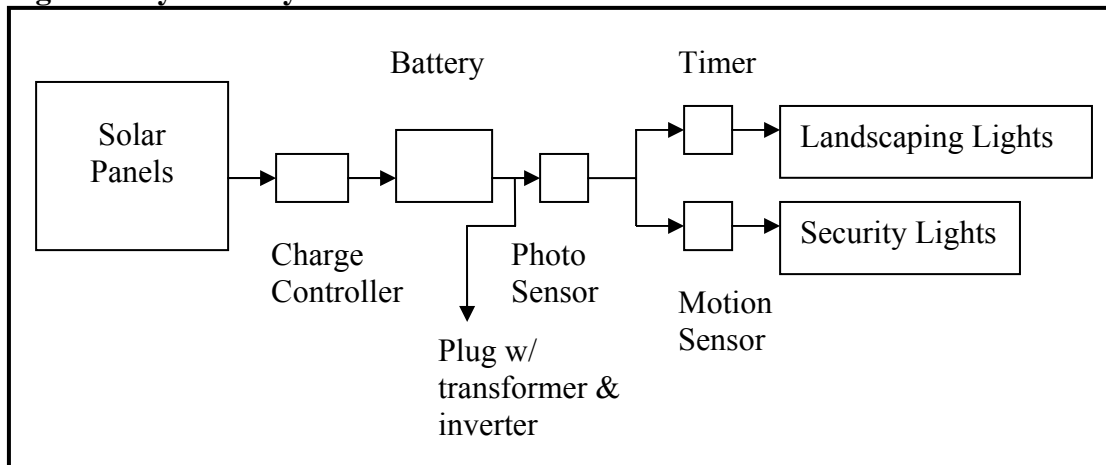 Battery
Timer
Solar
Panels
Landscaping Lights
Security Lights
Charge
Controller
Photo
Sensor
Motion
Sensor
Plug w/
transformer &
inverter